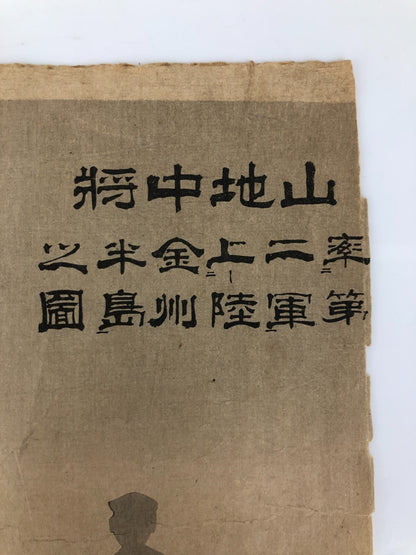 山地中將
率第
二軍
上陸
金州
半島
之圖